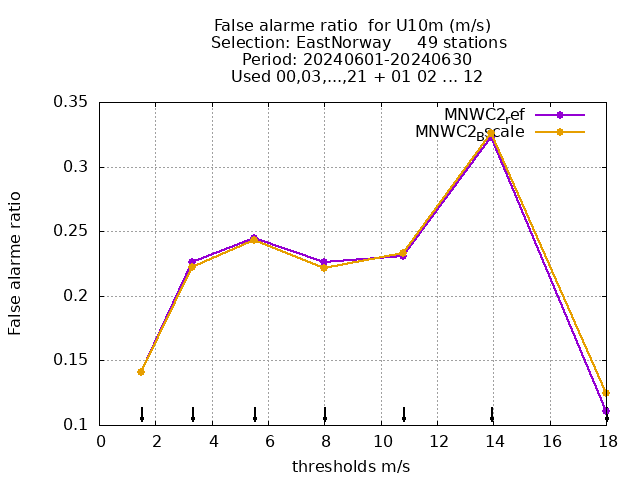 False alarme ratio  for U10m (m/s)
Selection: EastNorway     49 stations
Period: 20240601-20240630
Used 00,03,...,21 + 01 02 ... 12
MNWC2ref
MNWC2Bscale
0.35
0.3
0.25
0.2
0.15
0.1
False alarme ratio
0 2 4 6 8 10 12 14 16 18
thresholds m/s